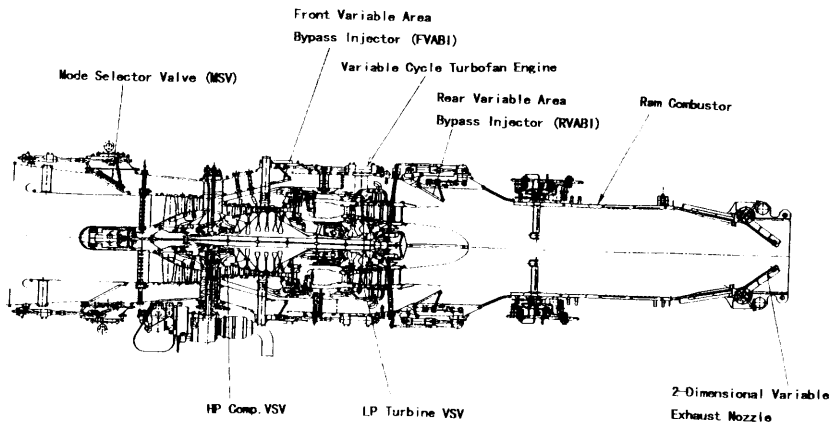 Front Variable Area
Bypass Injector (FVABI)
Mode Selector Valve (MSV)
Variable Cycle Turbofan Engine
Rear Variable Area
Bypass Injector (RVABI)
Ram Combustor
HP Comp.VSV
LP Turbine VSV
2-Dimensional Variable
Exhaust Nozzle